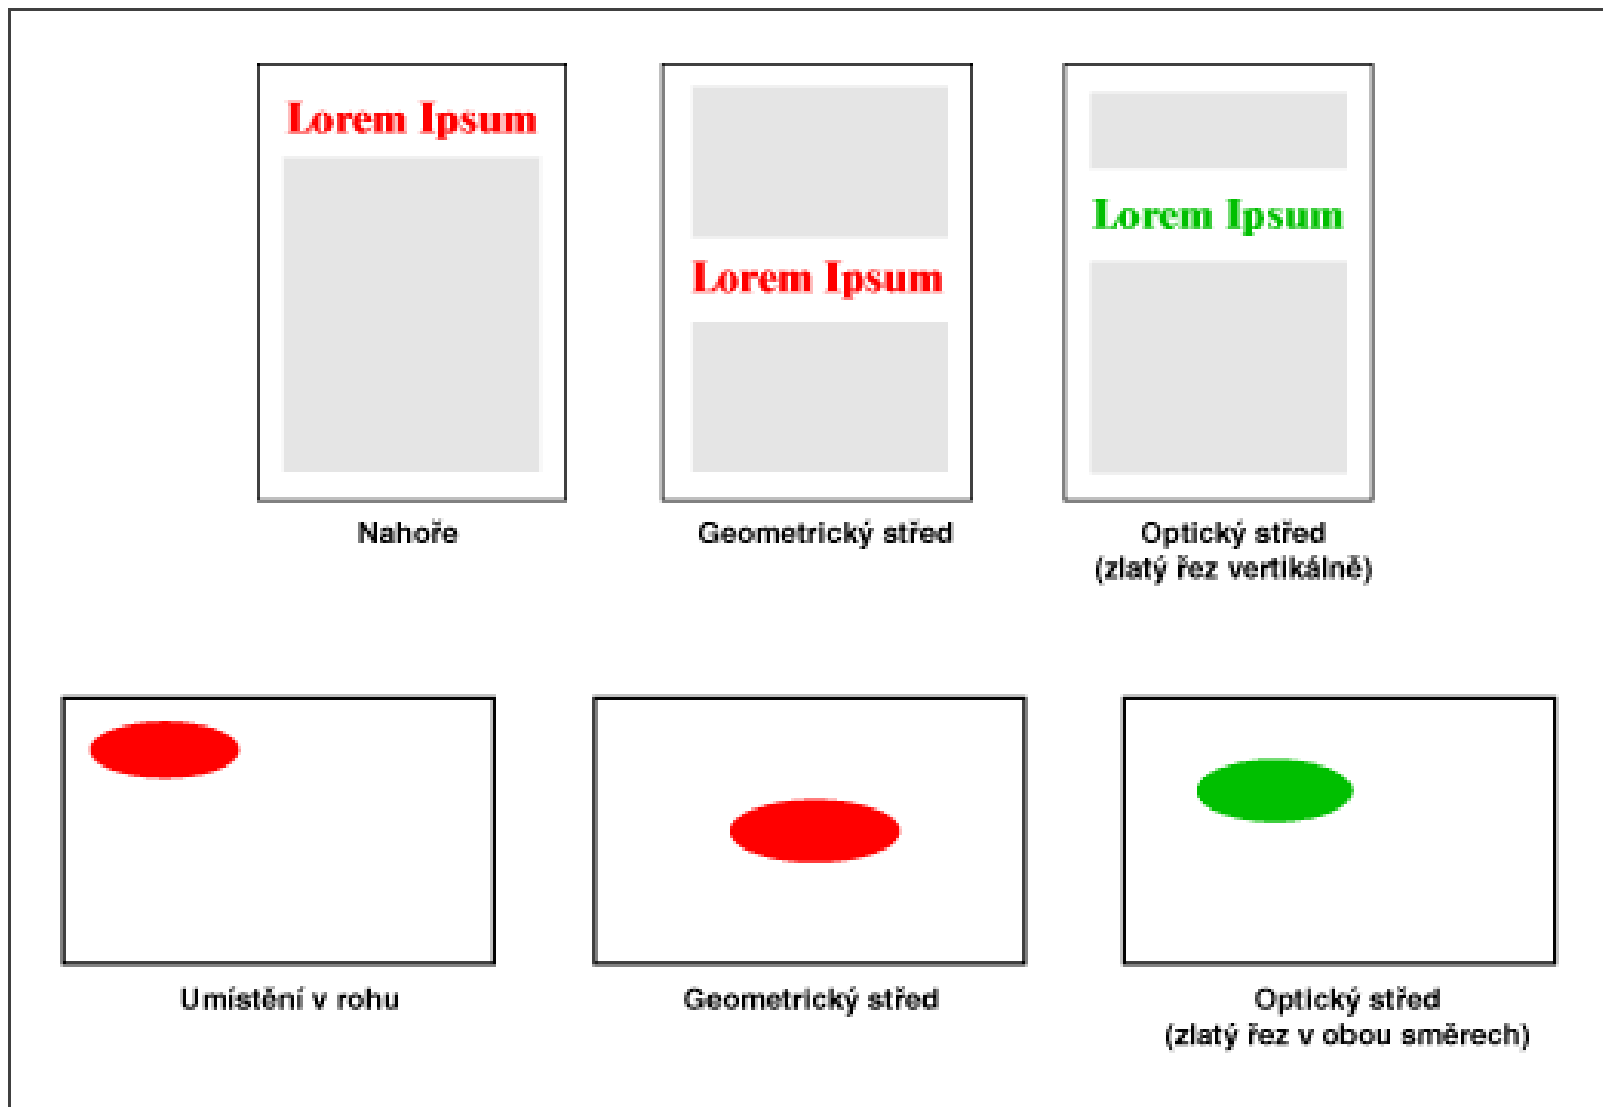 Lorem Ipsum
Lorem Ipsum
Lorem Ipsum
Nahoře
Geometrický střed
Optický střed
(zlatý řez vertikálně)
Umístění v rohu
Geometrický střed
Optický střed
(zlatý řez v obou směrech)